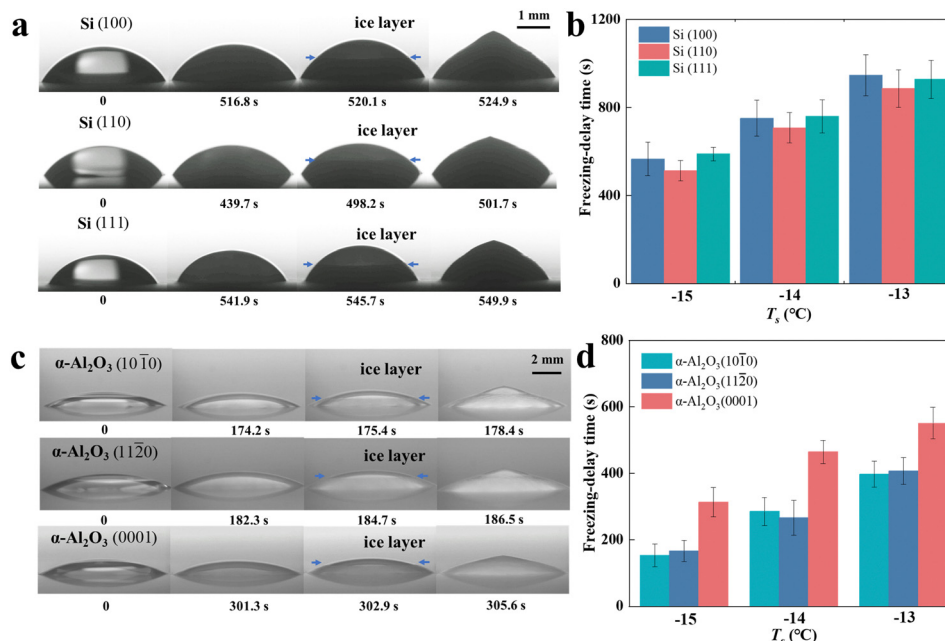 a
Si (100)
ice layer
1 mm
0
516.8 s
520.1 s
524.9 s
Si (110)
ice layer
0
439.7 s
498.2 s
501.7 s
Si (111)
ice layer
0
541.9 s
545.7 s
549.9 s
b
Freezing-delay time (s)
1200
800
400
0
Si (100)
Si (110)
Si (111)
-15
-14
-13
Tₛ (°C)
c
α-Al₂O₃ (101̅0)
ice layer
2 mm
0
174.2 s
175.4 s
178.4 s
α-Al₂O₃ (112̅0)
ice layer
0
182.3 s
184.7 s
186.5 s
α-Al₂O₃ (0001)
ice layer
0
301.3 s
302.9 s
305.6 s
d
Freezing-delay time (s)
800
600
400
200
0
α-Al₂O₃(101̅0)
α-Al₂O₃(112̅0)
α-Al₂O₃(0001)
-15
-14
-13
Tₛ (°C)